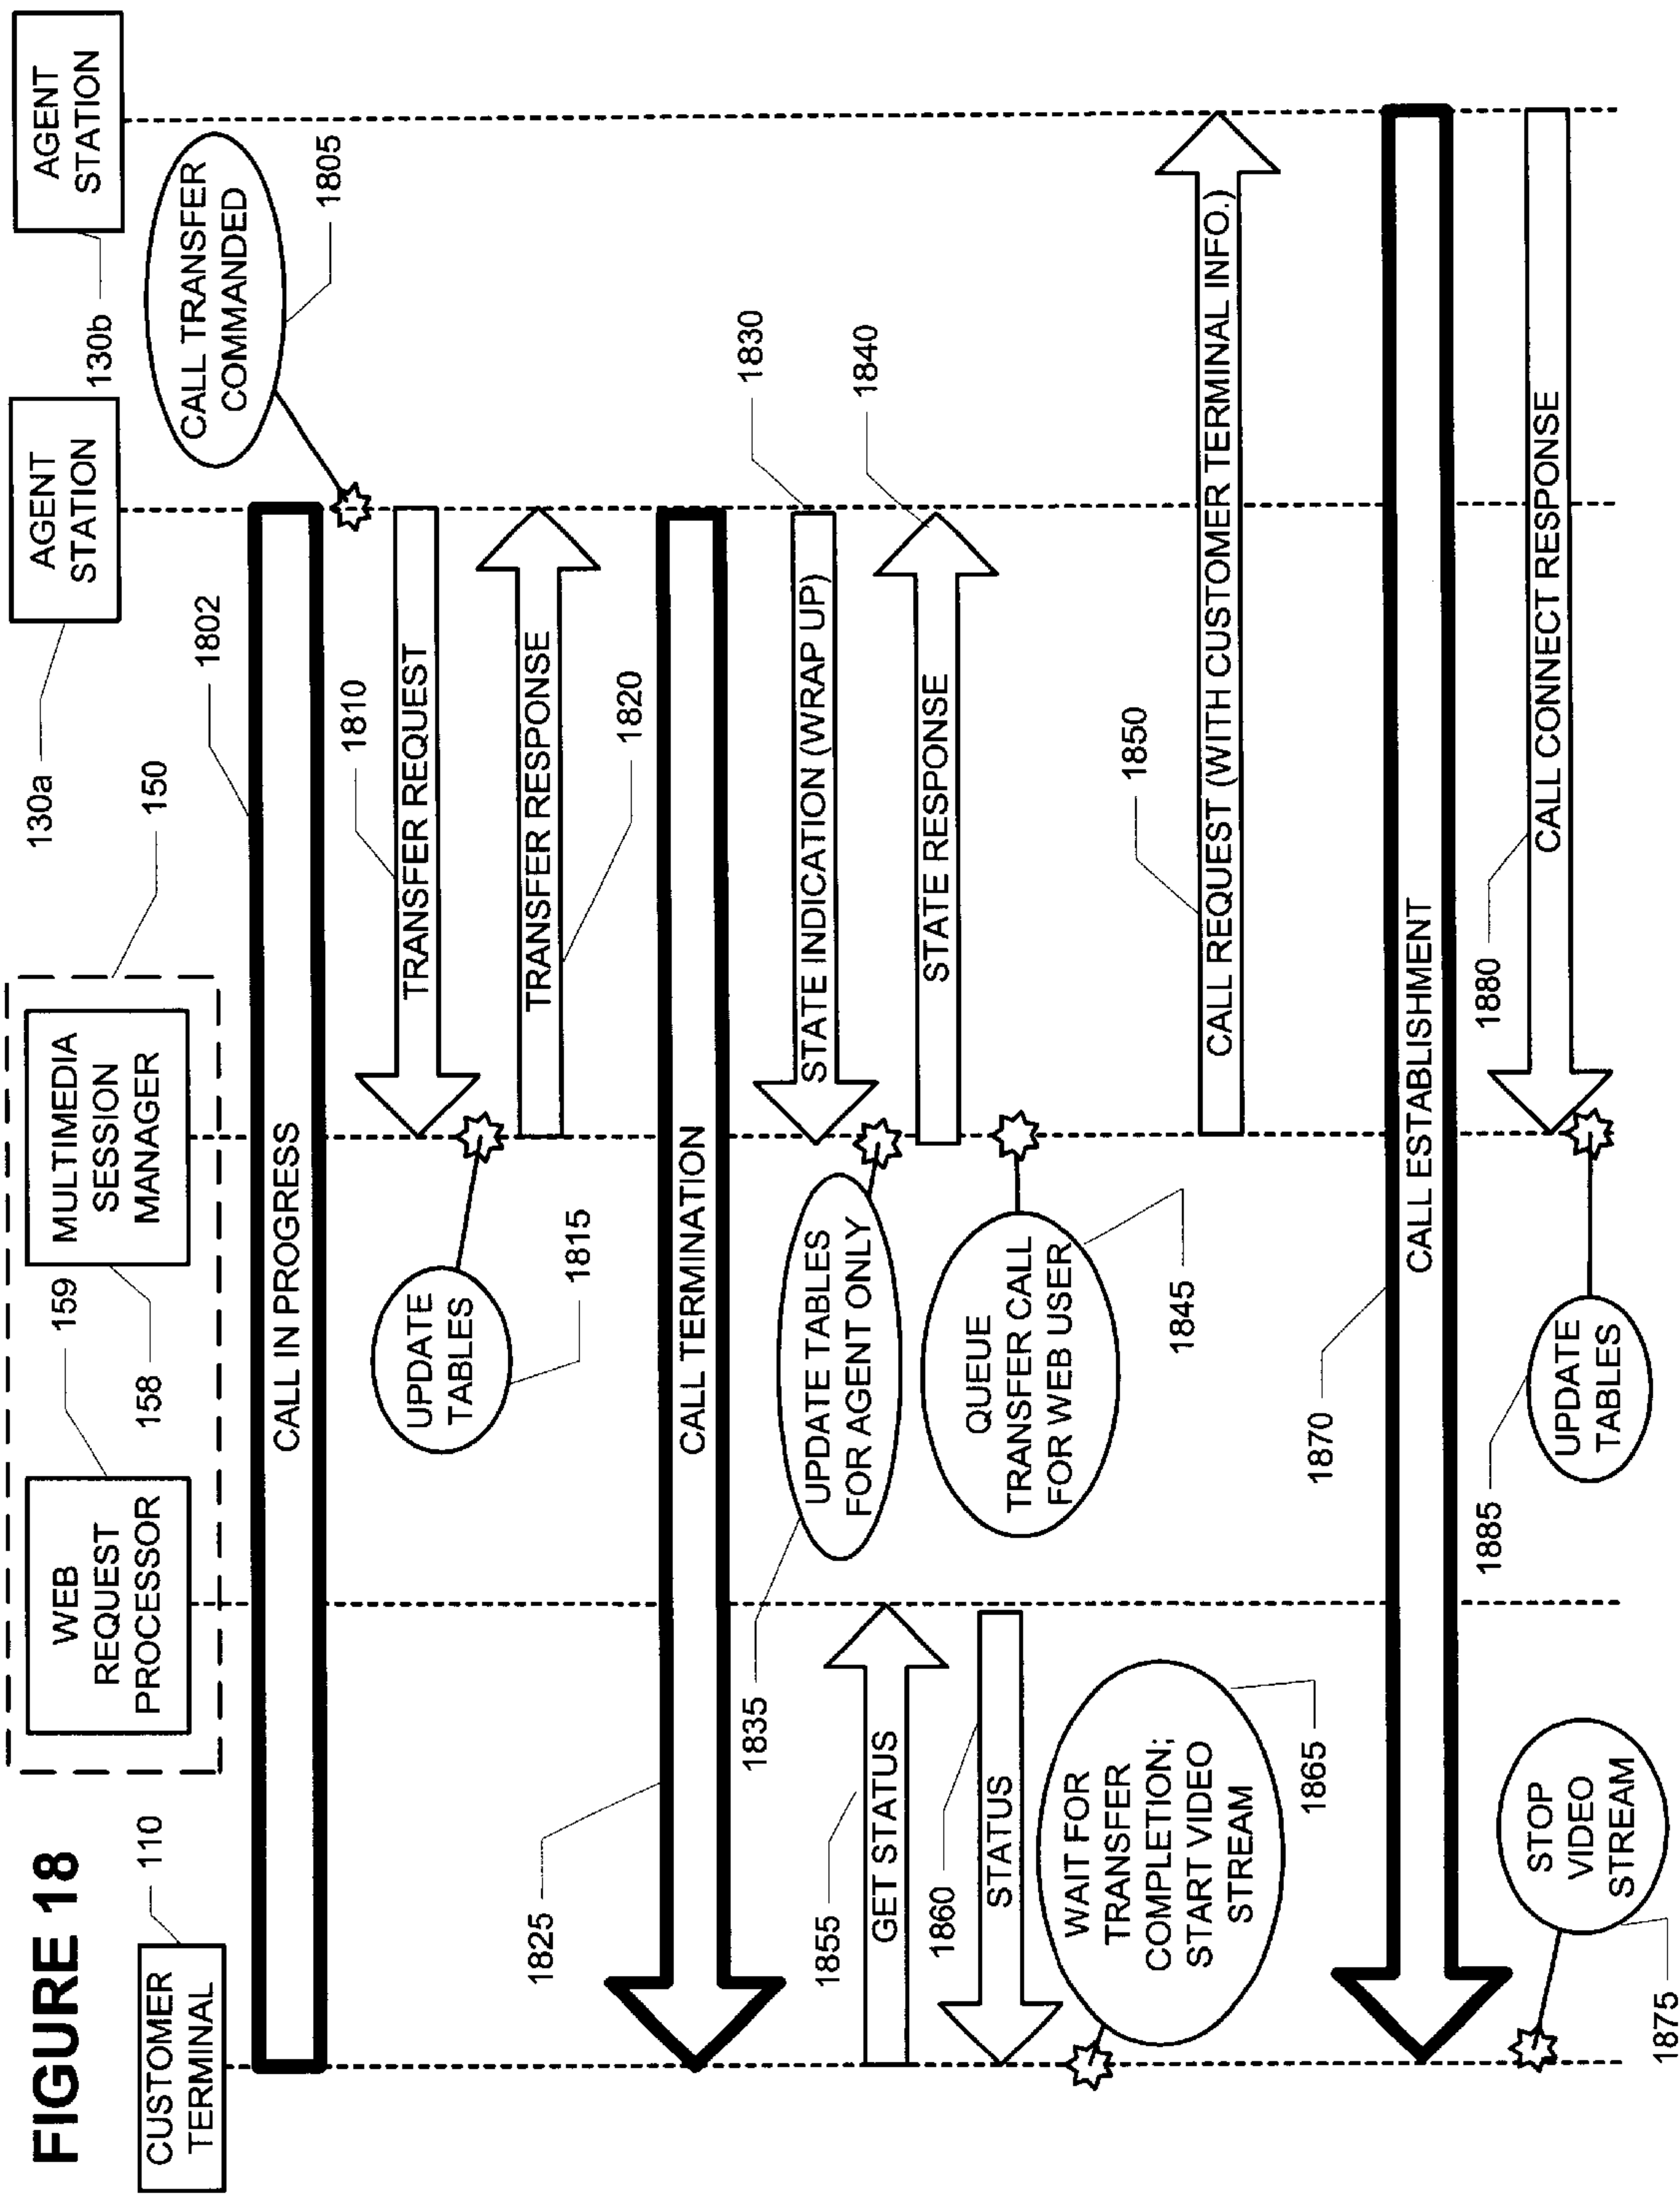 FIGURE 18
CUSTOMER
TERMINAL
110
WEB
REQUEST
PROCESSOR
159
MULTIMEDIA
SESSION
MANAGER
158
150
AGENT
STATION
130a
AGENT
STATION
130b
CALL IN PROGRESS
1802
CALL TRANSFER
COMMANDED
1805
TRANSFER REQUEST
1810
UPDATE
TABLES
1815
TRANSFER RESPONSE
1820
CALL TERMINATION
1825
STATE INDICATION (WRAP UP)
1830
UPDATE TABLES
FOR AGENT ONLY
1835
STATE RESPONSE
1840
QUEUE
TRANSFER CALL
FOR WEB USER
1845
GET STATUS
1855
STATUS
1860
WAIT FOR
TRANSFER
COMPLETION;
START VIDEO
STREAM
1865
CALL REQUEST (WITH CUSTOMER TERMINAL INFO.)
1850
CALL ESTABLISHMENT
1870
STOP
VIDEO
STREAM
1875
CALL CONNECT RESPONSE
1880
UPDATE
TABLES
1885